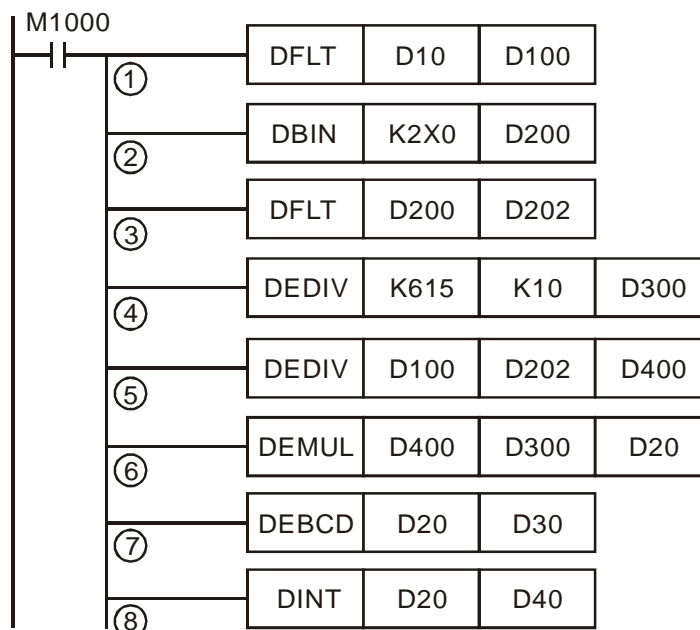 M1000
DFLT D10 D100
①
DBIN K2X0 D200
②
DFLT D200 D202
③
DEDIV K615 K10 D300
④
DEDIV D100 D202 D400
⑤
DEMUL D400 D300 D20
⑥
DEBCD D20 D30
⑦
DINT D20 D40
⑧